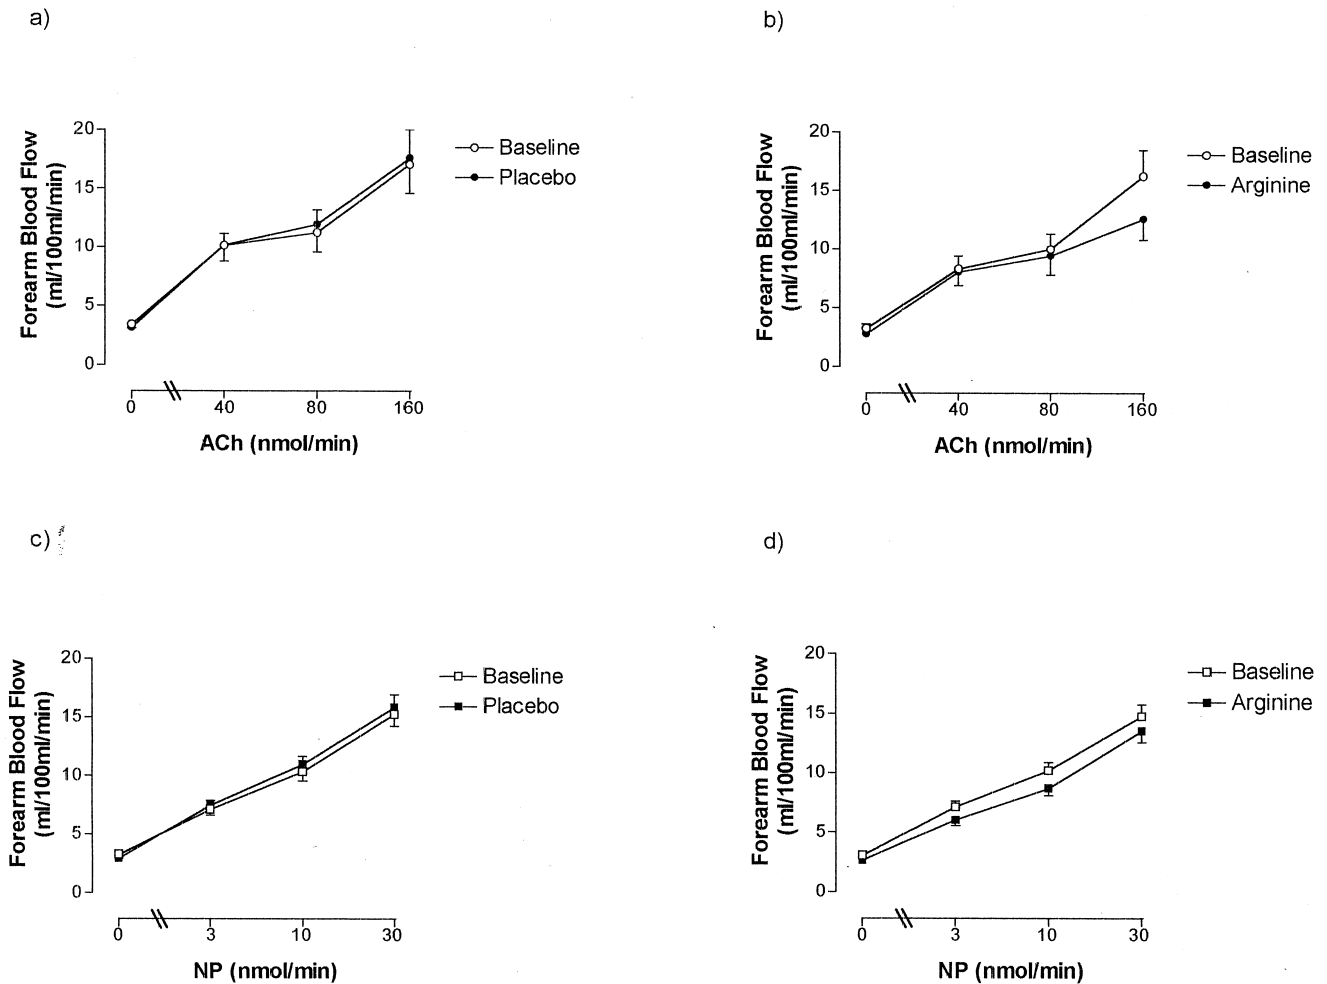 a)
20
15
10
5
0
Forearm Blood Flow
(ml/100ml/min)
Baseline
Placebo
0 40 80 160
ACh (nmol/min)
b)
20
15
10
5
0
Forearm Blood Flow
(ml/100ml/min)
Baseline
Arginine
0 40 80 160
ACh (nmol/min)
c)
20
15
10
5
0
Forearm Blood Flow
(ml/100ml/min)
Baseline
Placebo
0 3 10 30
NP (nmol/min)
d)
20
15
10
5
0
Forearm Blood Flow
(ml/100ml/min)
Baseline
Arginine
0 3 10 30
NP (nmol/min)